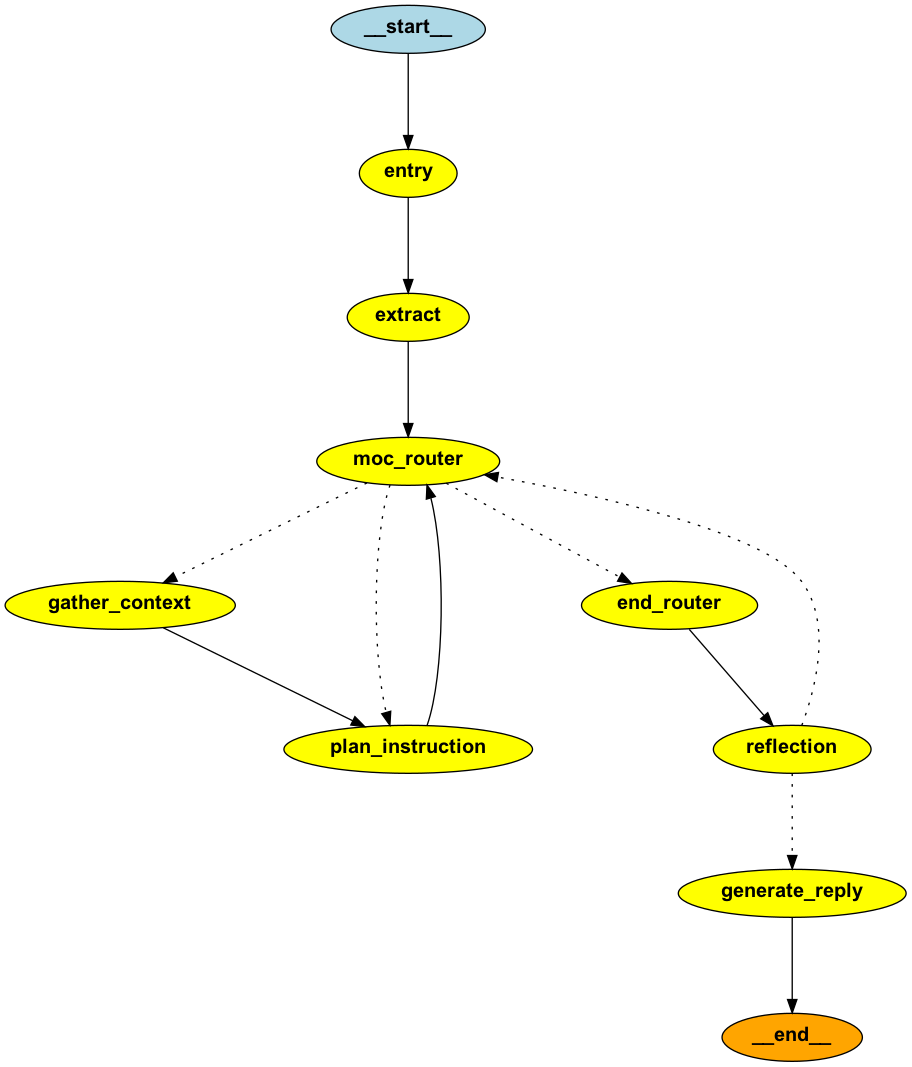 __start__
entry
extract
moc_router
gather_context
end_router
plan_instruction
reflection
generate_reply
__end__